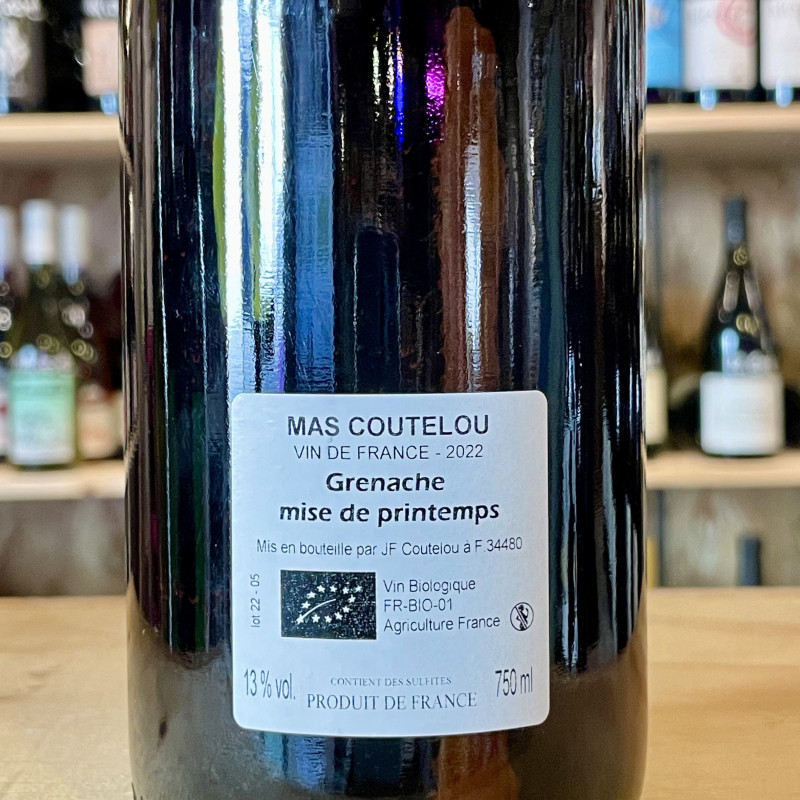 MAS COUTELOU
VIN DE FRANCE - 2022
Grenache
mise de printemps
Mis en bouteille par JF Coutelou à F.34480
lot 22 - 05
Vin Biologique
FR-BIO-01
Agriculture France
13 % vol.
CONTIENT DES SULFITES
PRODUIT DE FRANCE
750 ml